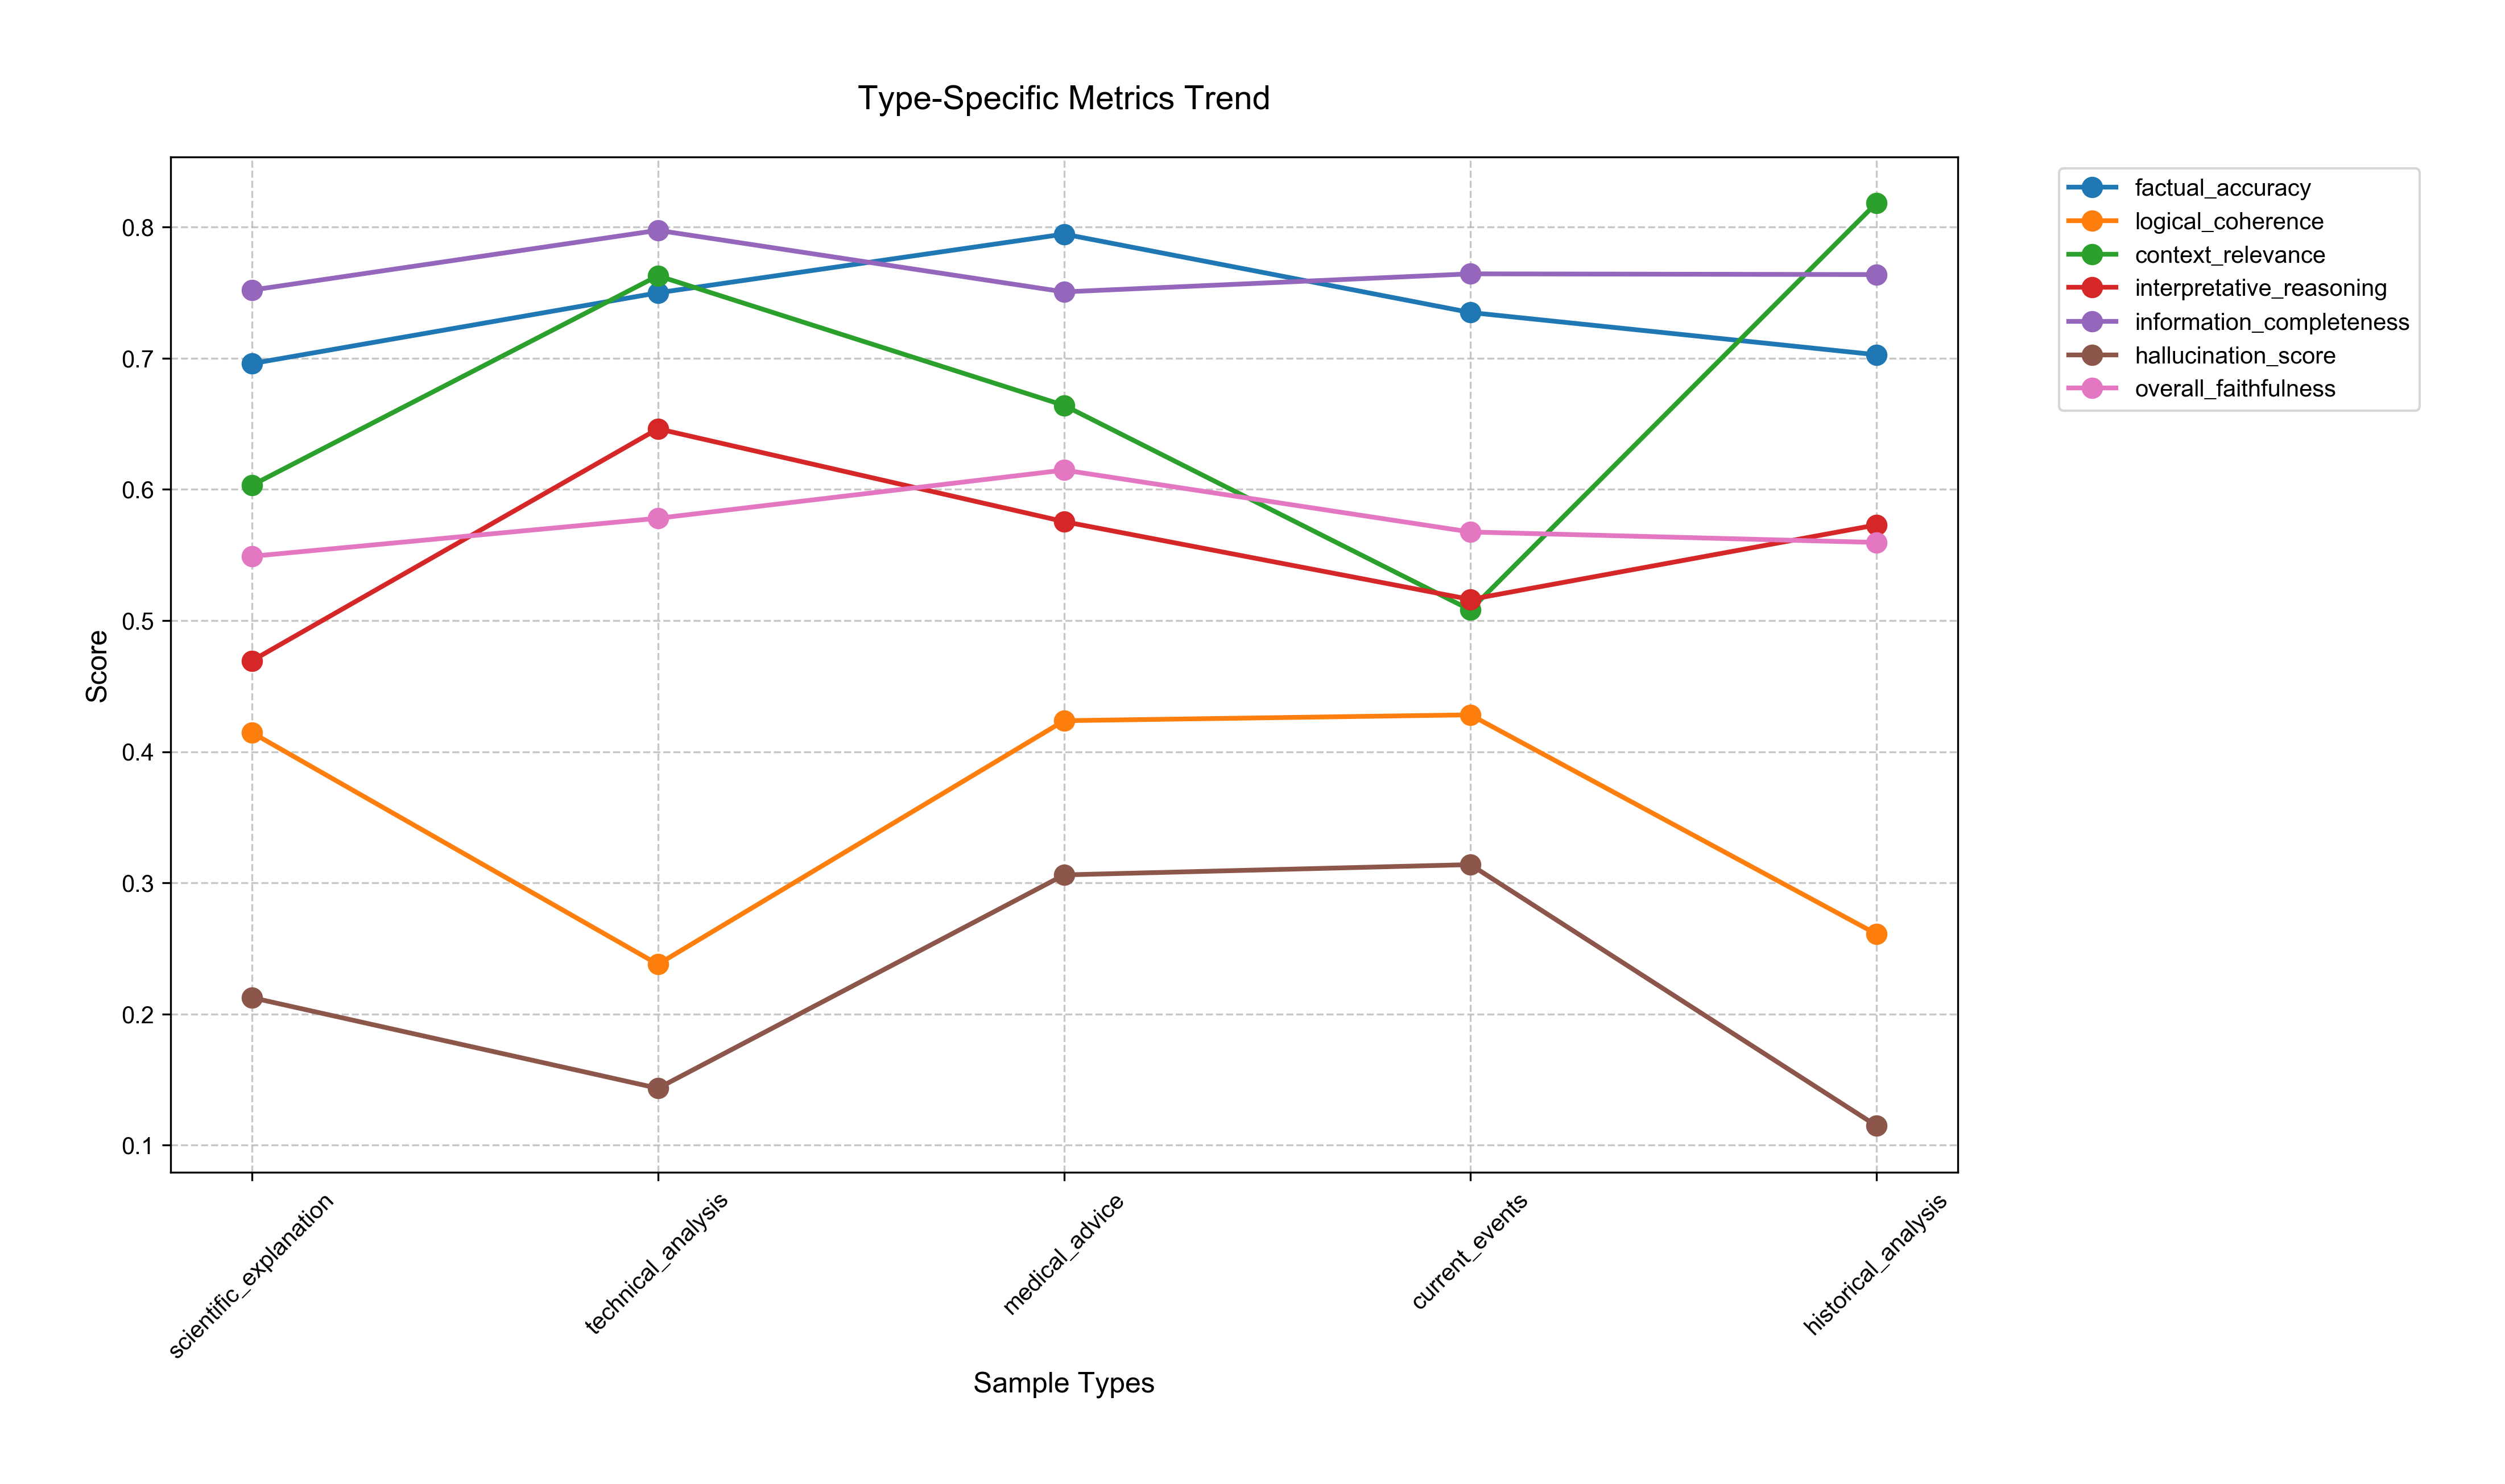 Type-Specific Metrics Trend
factual_accuracy
logical_coherence
context_relevance
interpretative_reasoning
information_completeness
hallucination_score
overall_faithfulness
Score
0.8
0.7
0.6
0.5
0.4
0.3
0.2
0.1
scientific_explanation
technical_analysis
medical_advice
current_events
historical_analysis
Sample Types